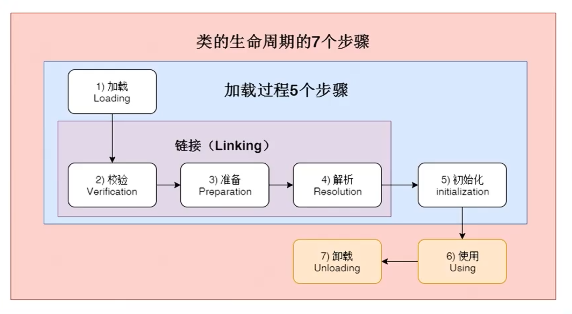 类的生命周期的7个步骤
加载过程5个步骤
1) 加载
Loading
链接（Linking）
2) 校验
Verification
3) 准备
Preparation
4) 解析
Resolution
5) 初始化
initialization
7) 卸载
Unloading
6) 使用
Using